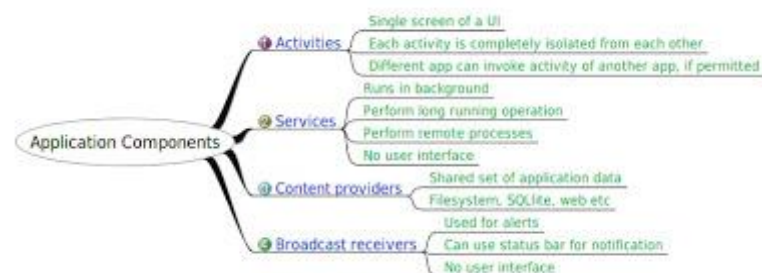 Application Components
Activities
Single screen of a UI
Each activity is completely isolated from each other
Different app can invoke activity of another app, if permitted
Services
Runs in background
Perform long running operation
Perform remote processes
No user interface
Content providers
Shared set of application data
Filesystem, SQLlite, web etc
Broadcast receivers
Used for alerts
Can use status bar for notification
No user interface